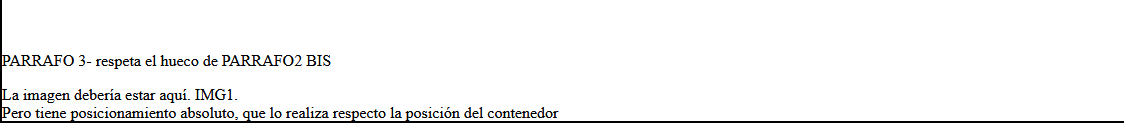 PARRAFO 3- respeta el hueco de PARRAFO2 BIS
La imagen debería estar aquí. IMG1.
Pero tiene posicionamiento absoluto, que lo realiza respecto la posición del contenedor